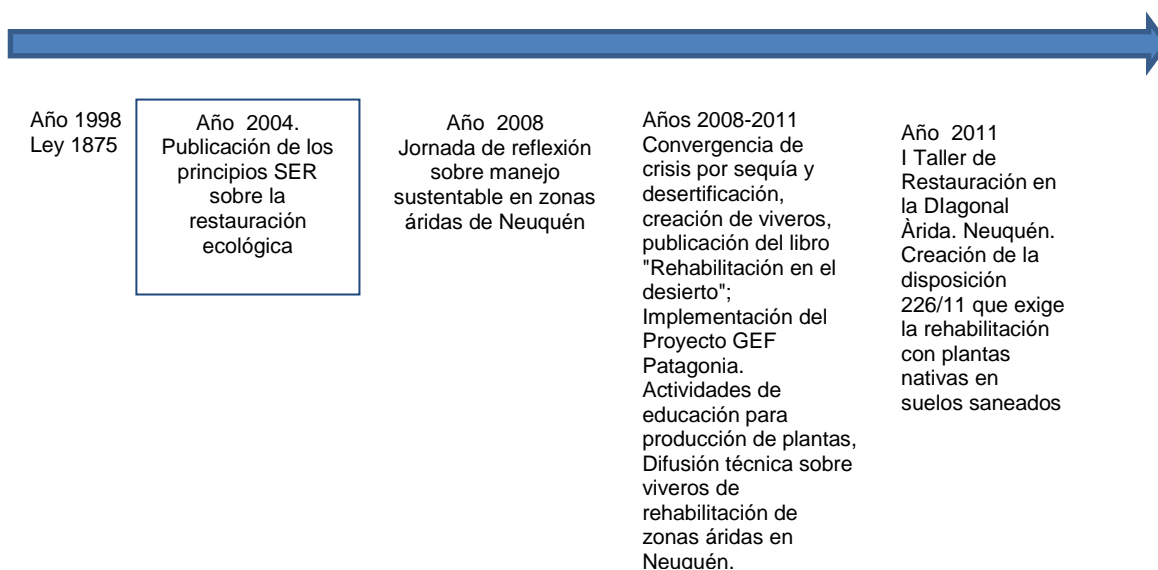 Año 1998
Ley 1875
Año 2004.
Publicación de los
principios SER
sobre la
restauración
ecológica
Año 2008
Jornada de reflexión
sobre manejo
sustentable en zonas
áridas de Neuquén
Años 2008-2011
Convergencia de
crisis por sequía y
desertificación,
creación de viveros,
publicación del libro
"Rehabilitación en el
desierto";
Implementación del
Proyecto GEF
Patagonia.
Actividades de
educación para
producción de plantas,
Difusión técnica sobre
viveros de
rehabilitación de
zonas áridas en
Neuquén.
Año 2011
I Taller de
Restauración en
la DIagonal
Àrida. Neuquén.
Creación de la
disposición
226/11 que exige
la rehabilitación
con plantas
nativas en
suelos saneados